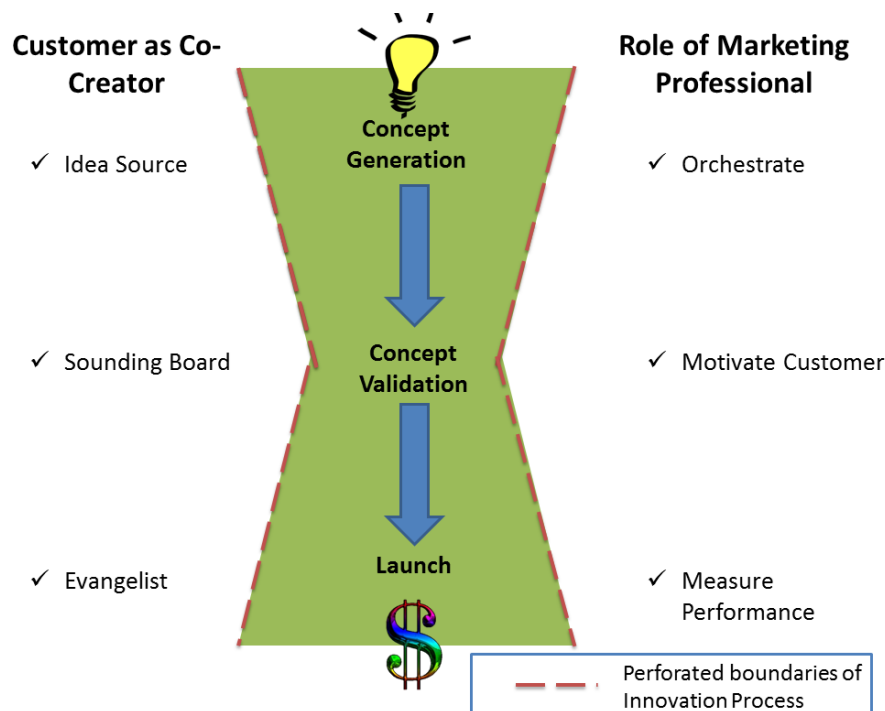 Customer as Co-
Creator
Role of Marketing
Professional
Concept
Generation
✓ Idea Source
✓ Orchestrate
✓ Sounding Board
Concept
Validation
✓ Motivate Customer
Launch
✓ Evangelist
✓ Measure
Performance
$
Perforated boundaries of
Innovation Process